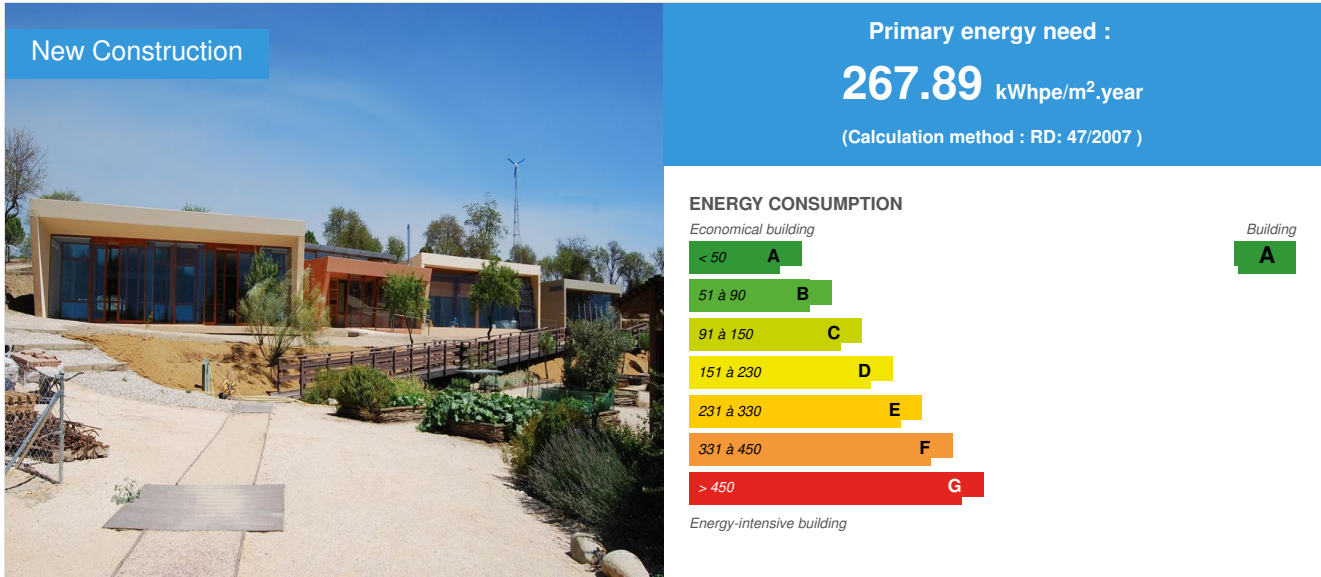 New Construction
Primary energy need :
267.89 kWhpe/m².year
(Calculation method : RD: 47/2007 )
ENERGY CONSUMPTION
Economical building
Building
< 50 A
A
51 à 90 B
91 à 150 C
151 à 230 D
231 à 330 E
331 à 450 F
> 450 G
Energy-intensive building